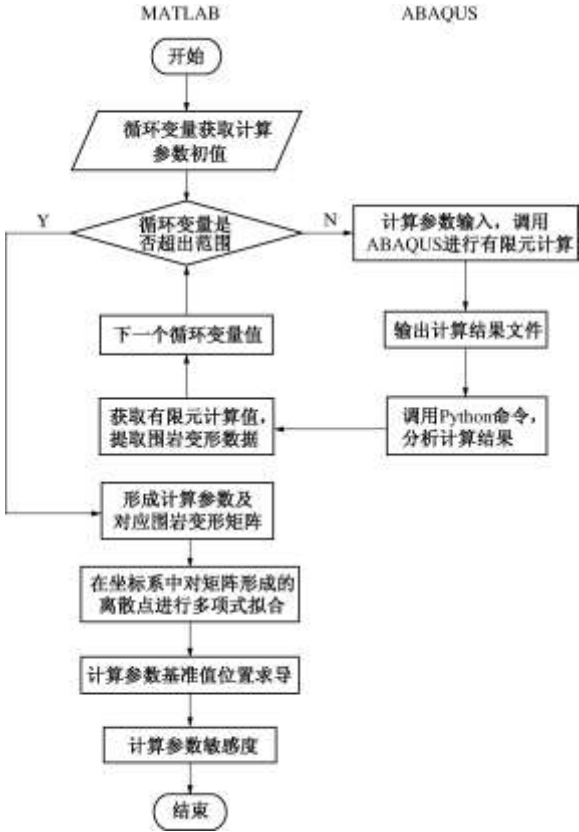 MATLAB
ABAQUS
开始
循环变量获取计算
参数初值
Y
循环变量是
否超出范围
N
计算参数输入，调用
ABAQUS进行有限元计算
下一个循环变量值
输出计算结果文件
获取有限元计算值，
提取围岩变形数据
调用Python命令，
分析计算结果
形成计算参数及
对应围岩变形矩阵
在坐标系中对矩阵形成的
离散点进行多项式拟合
计算参数基准值位置求导
计算参数敏感度
结束